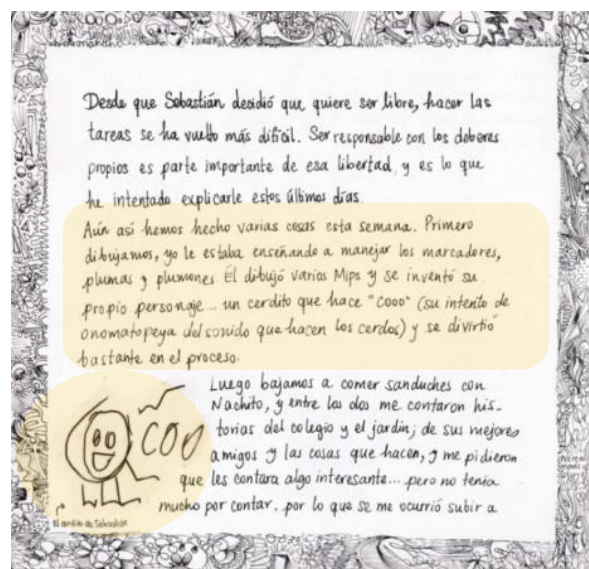 Desde que Sebastián decidió que quiere ser libre, hacer las
tareas se ha vuelto más difícil. Ser responsable con los deberes
propios es parte importante de esa libertad, y es lo que
he intentado explicarle estos últimos días.
Aún así hemos hecho varias cosas esta semana. Primero
dibujamos, yo le estaba enseñando a manejar los marcadores,
plumas y plumones. Él dibujó varios Mips y se inventó su
propio personaje... un cerdito que hace "cooo" (su intento de
onomatopeya del sonido que hacen los cerdos) y se divirtió
bastante en el proceso.
Luego bajamos a comer sanduches con
Nachito, y entre los dos me contaron his-
torias del colegio y el jardín; de sus mejores
amigos y las cosas que hacen, y me pidieron
que les contara algo interesante... pero no tenía
mucho por contar, por lo que se me ocurrió subir a
COO
El cerdito de Sebastián